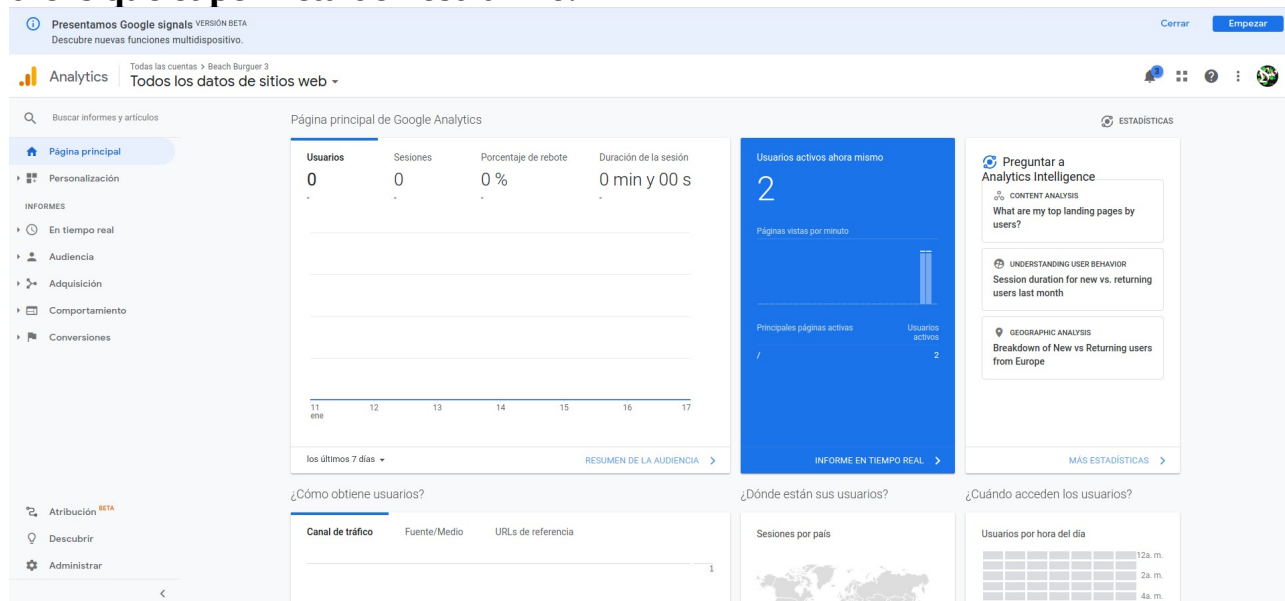 Presentamos Google signals VERSIÓN BETA
Descubre nuevas funciones multidispositivo.
Cerrar
Empezar
Analytics
Todas las cuentas > Beach Burguer 3
Todos los datos de sitios web
3
Buscar informes y artículos
Página principal
Personalización
INFORMES
En tiempo real
Audiencia
Adquisición
Comportamiento
Conversiones
Atribución BETA
Descubrir
Administrar
Página principal de Google Analytics
ESTADÍSTICAS
Usuarios
0
-
Sesiones
0
-
Porcentaje de rebote
0 %
-
Duración de la sesión
0 min y 00 s
-
11 12 13 14 15 16 17
ene
los últimos 7 días
RESUMEN DE LA AUDIENCIA >
Usuarios activos ahora mismo
2
Páginas vistas por minuto
Principales páginas activas
Usuarios
activos
/ 2
INFORME EN TIEMPO REAL >
Preguntar a
Analytics Intelligence
CONTENT ANALYSIS
What are my top landing pages by
users?
UNDERSTANDING USER BEHAVIOR
Session duration for new vs. returning
users last month
GEOGRAPHIC ANALYSIS
Breakdown of New vs Returning users
from Europe
MÁS ESTADÍSTICAS >
¿Cómo obtiene usuarios?
Canal de tráfico
Fuente/Medio
URLs de referencia
1
¿Dónde están sus usuarios?
Sesiones por país
¿Cuándo acceden los usuarios?
Usuarios por hora del día
12a. m.
2a. m.
4a. m.